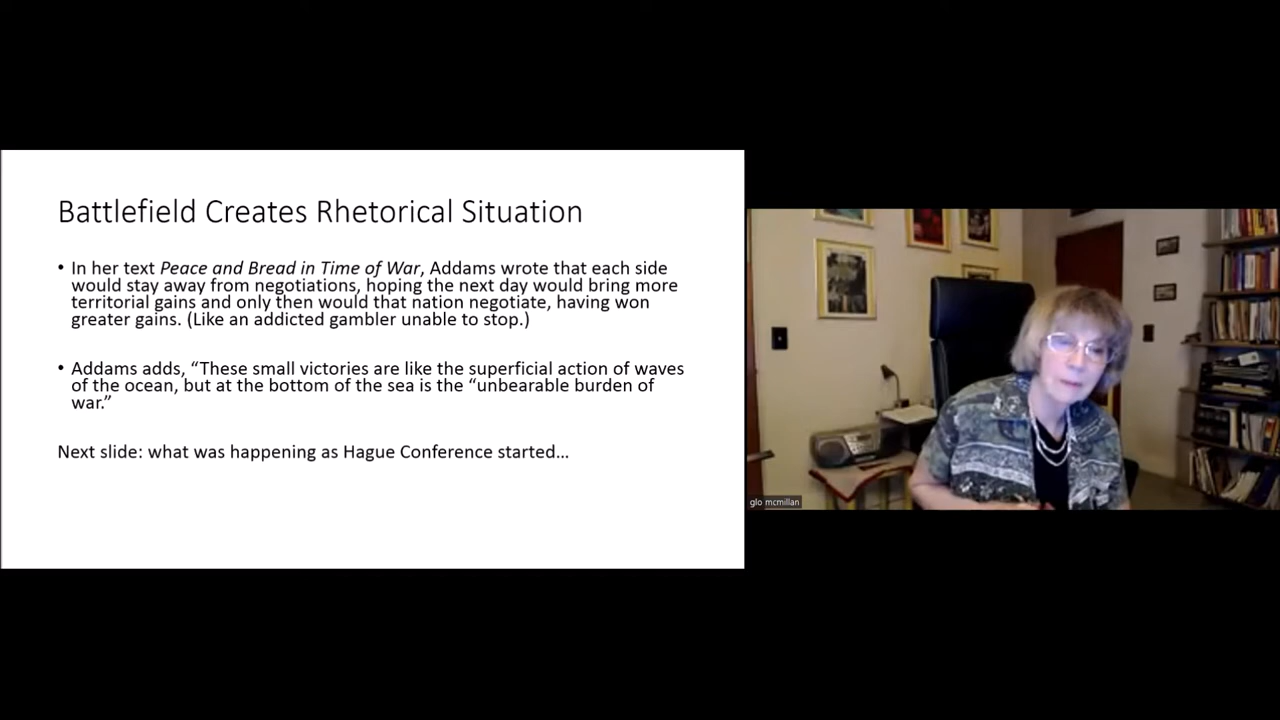 Battlefield Creates Rhetorical Situation
• In her text Peace and Bread in Time of War, Addams wrote that each side
would stay away from negotiations, hoping the next day would bring more
territorial gains and only then would that nation negotiate, having won
greater gains. (Like an addicted gambler unable to stop.)
• Addams adds, “These small victories are like the superficial action of waves
of the ocean, but at the bottom of the sea is the “unbearable burden of
war.”
Next slide: what was happening as Hague Conference started…
glo mcmillan